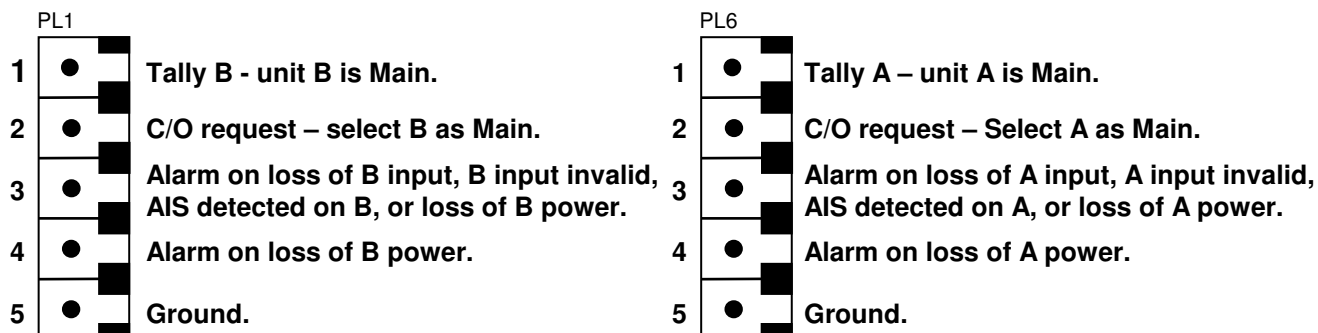 PL1
1 Tally B - unit B is Main.
2 C/O request – select B as Main.
3 Alarm on loss of B input, B input invalid,
AIS detected on B, or loss of B power.
4 Alarm on loss of B power.
5 Ground.
PL6
1 Tally A – unit A is Main.
2 C/O request – Select A as Main.
3 Alarm on loss of A input, A input invalid,
AIS detected on A, or loss of A power.
4 Alarm on loss of A power.
5 Ground.